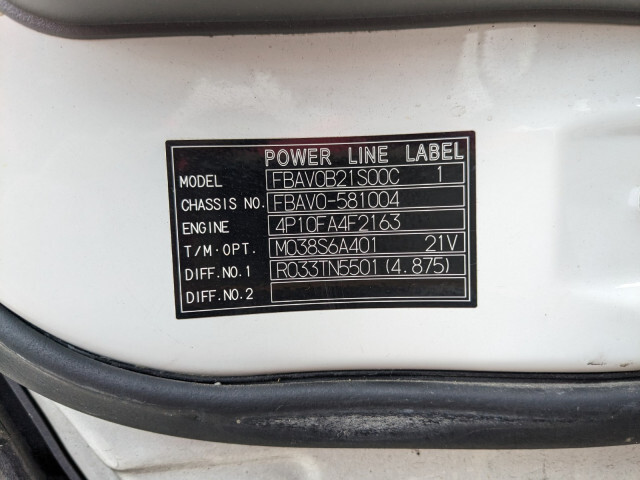 POWER LINE LABEL
MODEL FBAV0B21S00C 1
CHASSIS NO. FBAV0-581004
ENGINE 4P10FA4F2163
T/M·OPT. M038S6A401 21V
DIFF.NO.1 R033TN5501(4.875)
DIFF.NO.2